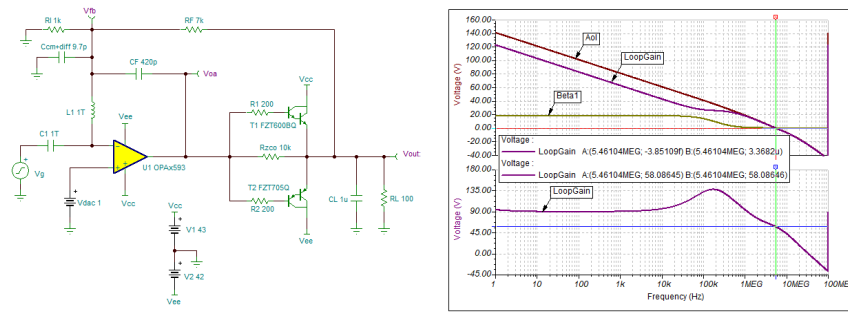 Vfb
RI 1k
RF 7k
Ccm+diff 9.7p
CF 420p
Voa
L1 1T
Vcc
R1 200
T1 FZT600BQ
Vee
C1 1T
Rzco 10k
Vout
U1 OPAx593
Vg
T2 FZT705Q
CL 1u
RL 100
Vdac 1
R2 200
Vcc
Vcc
Vee
V1 43
V2 42
Vee
160.00
140.00
120.00
100.00
80.00
60.00
40.00
20.00
0.00
-20.00
-40.00
Voltage (V)
Aol
LoopGain
Beta1
Voltage :
LoopGain A:(5.46104MEG; -3.85109f) B:(5.46104MEG; 3.3682u)
Voltage :
LoopGain A:(5.46104MEG; 58.08645) B:(5.46104MEG; 58.08646)
180.00
135.00
90.00
45.00
0.00
-45.00
Voltage (V)
LoopGain
1 10 100 1k 10k 100k 1MEG 10MEG 100MEG
Frequency (Hz)